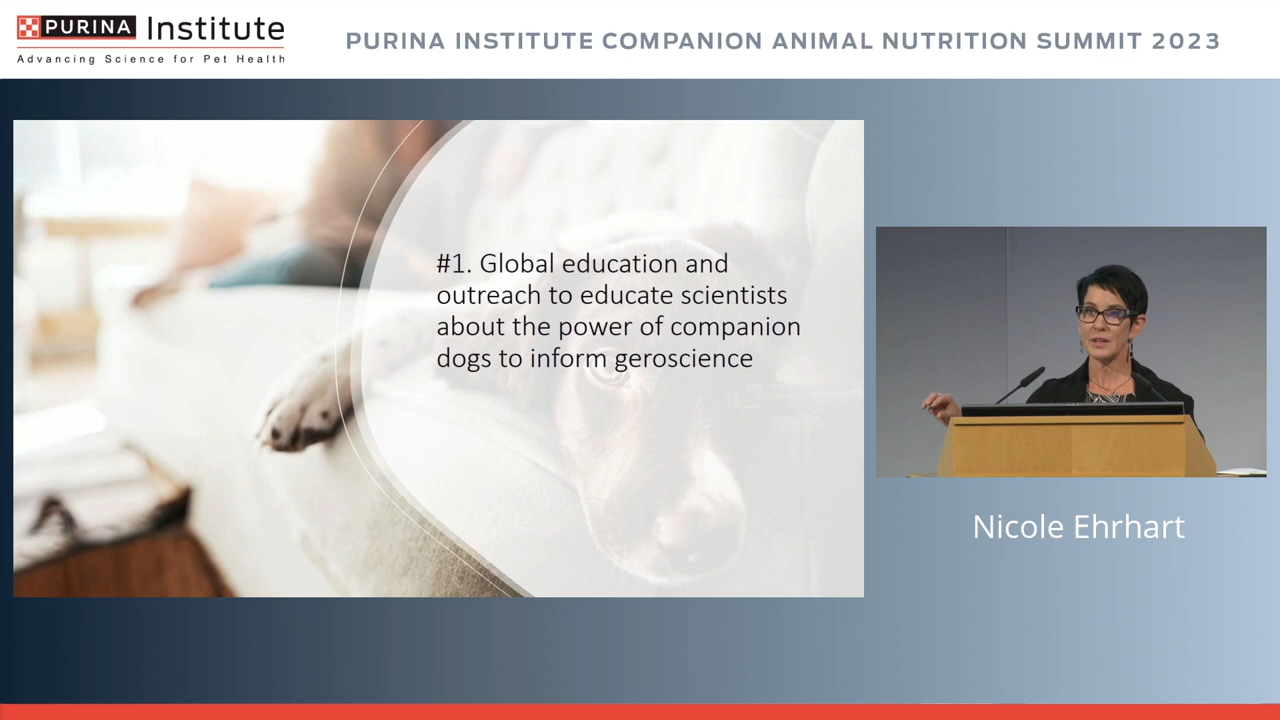 PURINA Institute
Advancing Science for Pet Health
PURINA INSTITUTE COMPANION ANIMAL NUTRITION SUMMIT 2023
#1. Global education and
outreach to educate scientists
about the power of companion
dogs to inform geroscience
Nicole Ehrhart